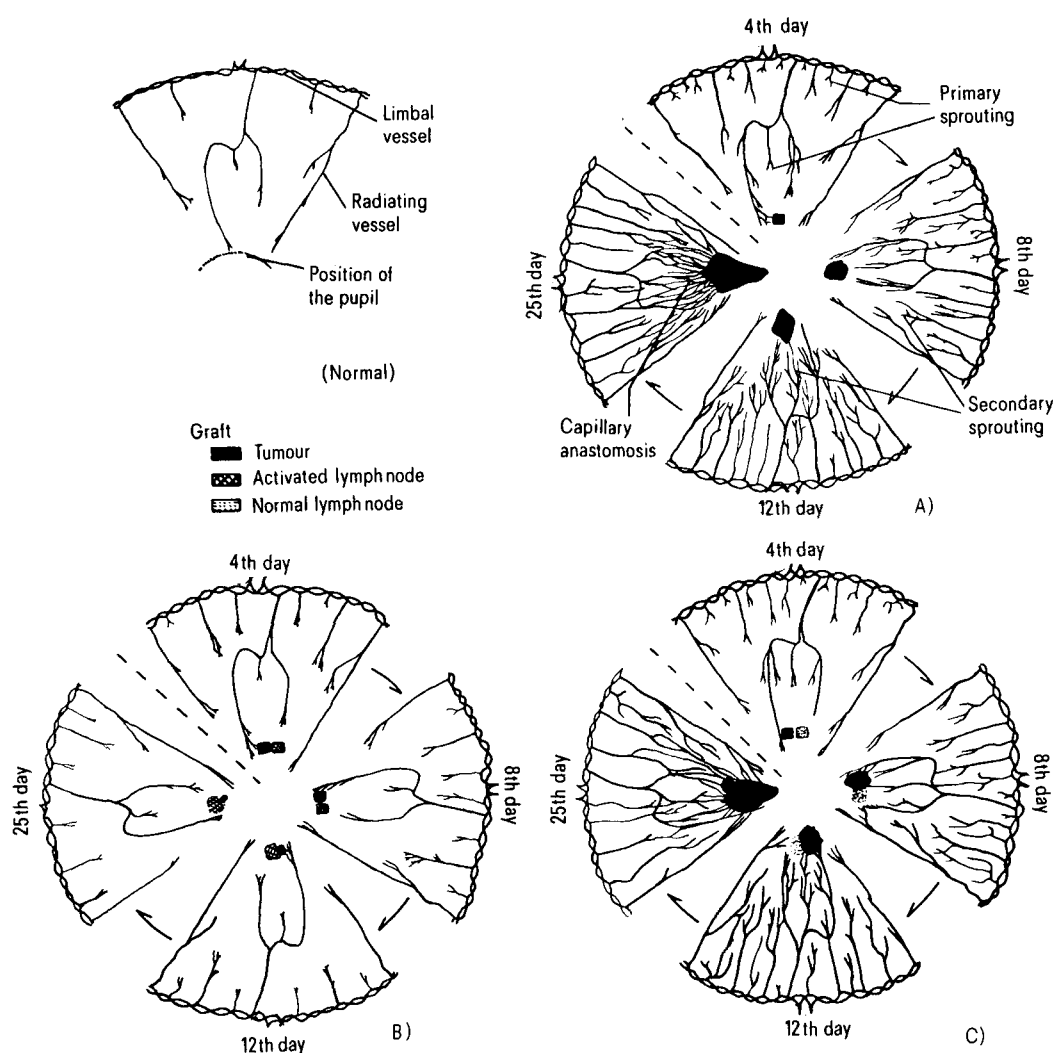 Limbal
vessel
Radiating
vessel
Position of
the pupil
(Normal)
Graft
Tumour
Activated lymph node
Normal lymph node
4th day
Primary
sprouting
8th day
25th day
Capillary
anastomosis
Secondary
sprouting
12th day
A)
4th day
8th day
25th day
12th day
B)
4th day
8th day
25th day
12th day
C)